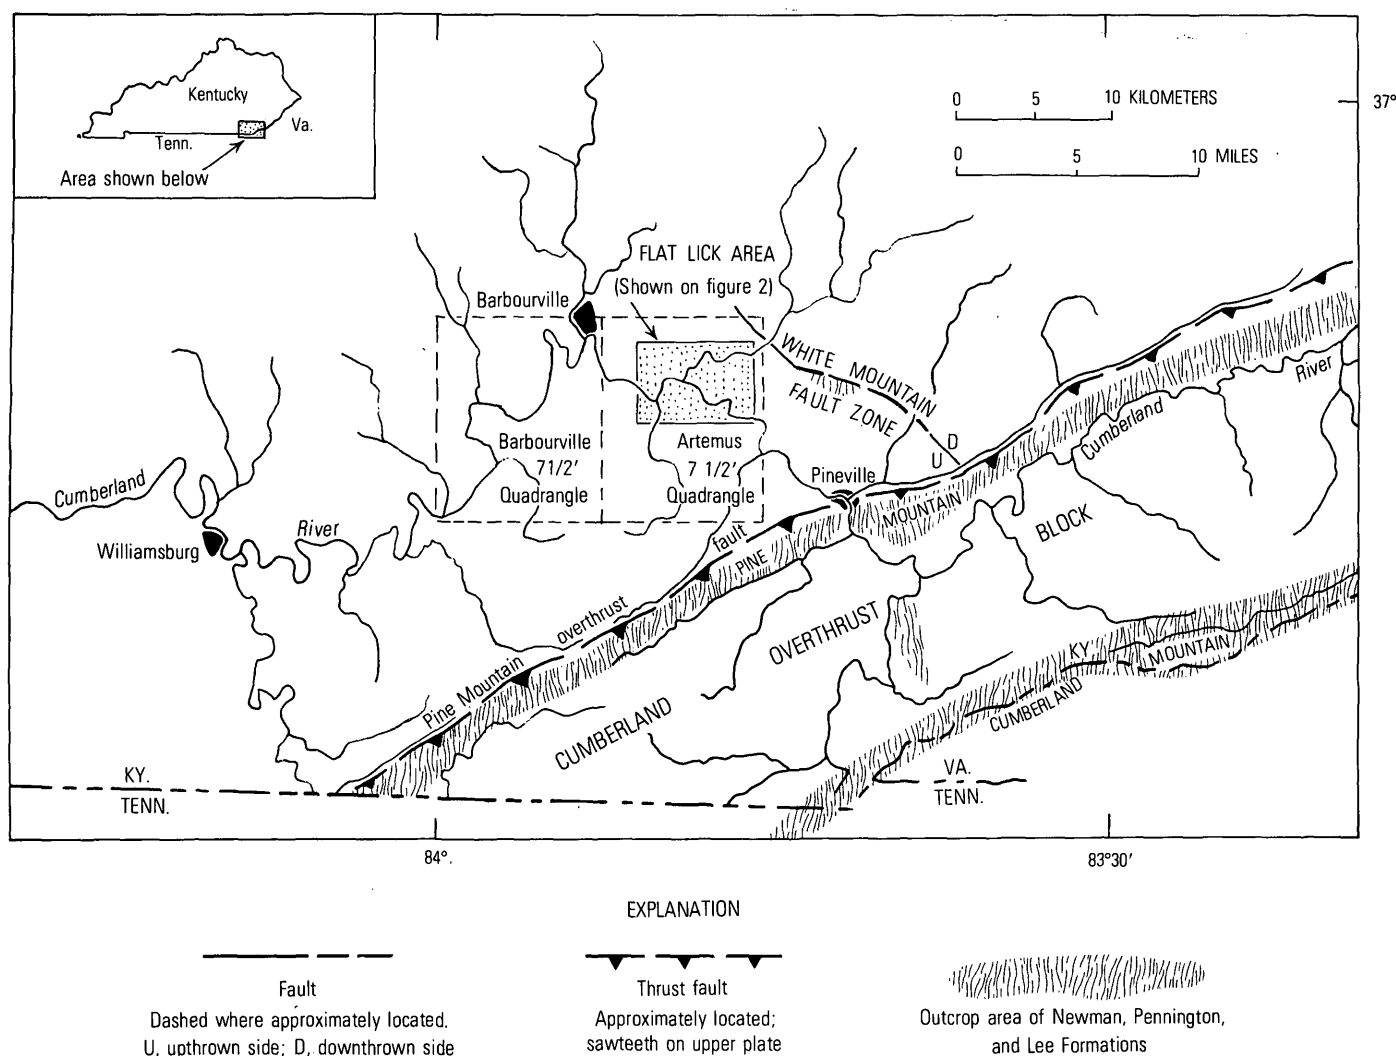 Kentucky
Va.
Tenn.
Area shown below
0 5 10 KILOMETERS
0 5 10 MILES
37°
FLAT LICK AREA
(Shown on figure 2)
Barbourville
WHITE MOUNTAIN
FAULT ZONE
D
U
River
Cumberland
Barbourville
7 1/2'
Quadrangle
Artemus
7 1/2'
Quadrangle
Pineville
Cumberland
River
Williamsburg
MOUNTAIN
PINE
BLOCK
fault
overthrust
Pine Mountain
OVERTHRUST
CUMBERLAND
KY.
MOUNTAIN
CUMBERLAND
KY.
TENN.
VA.
TENN.
84°.
83°30'
EXPLANATION
Fault
Dashed where approximately located.
U, upthrown side; D, downthrown side
Thrust fault
Approximately located;
sawteeth on upper plate
Outcrop area of Newman, Pennington,
and Lee Formations